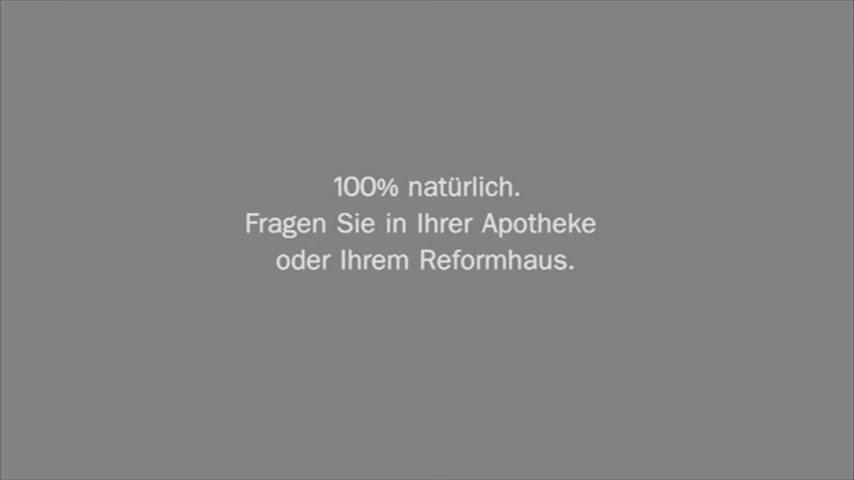 100% natürlich.
Fragen Sie in Ihrer Apotheke
oder Ihrem Reformhaus.